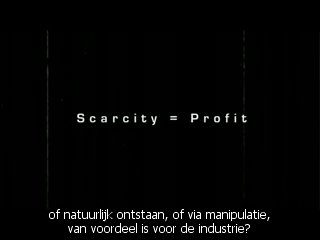 Scarcity = Profit
of natuurlijk ontstaan, of via manipulatie,
van voordeel is voor de industrie?